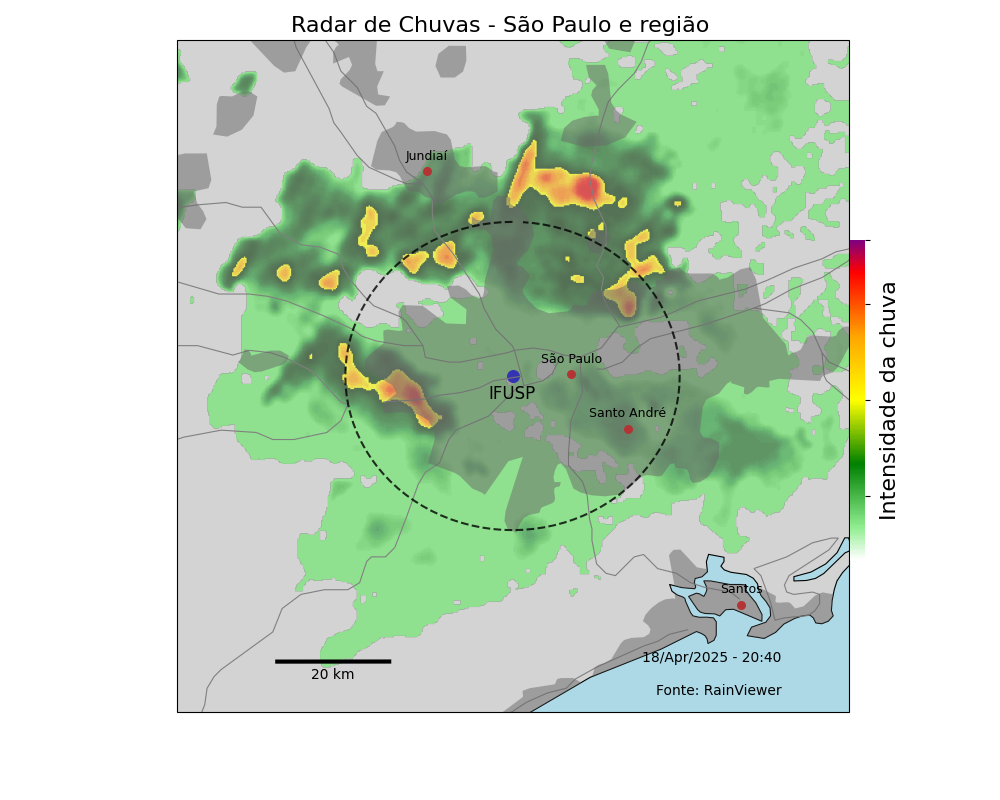 Radar de Chuvas - São Paulo e região
Jundiaí
São Paulo
IFUSP
Santo André
Intensidade da chuva
Santos
18/Apr/2025 - 20:40
20 km
Fonte: RainViewer